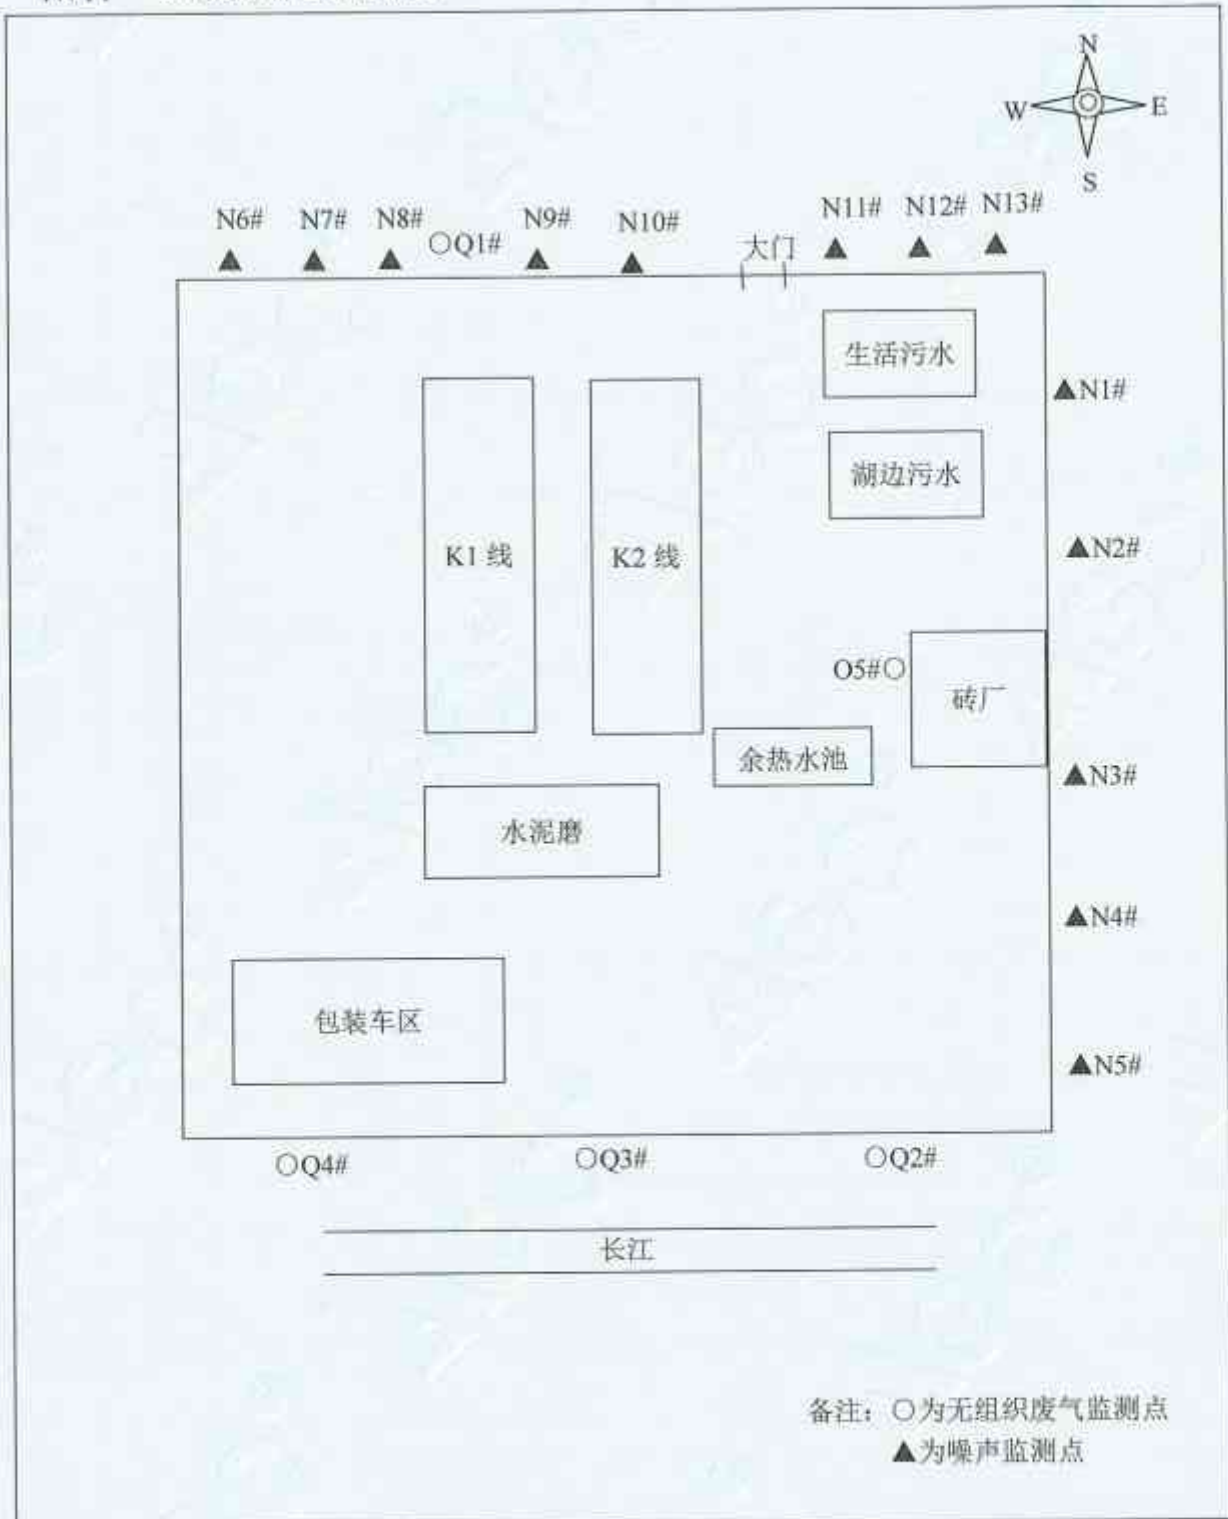 N
W E
S
N6# N7# N8# ○Q1# N9# N10# 大门 N11# N12# N13#
▲ ▲ ▲ ▲ ▲ ▲ ▲ ▲
生活污水
▲N1#
湖边污水
K1 线 K2 线
▲N2#
O5#○
砖厂
余热水池
▲N3#
水泥磨
▲N4#
包装车区
▲N5#
○Q4# ○Q3# ○Q2#
长江
备注：○为无组织废气监测点
▲为噪声监测点